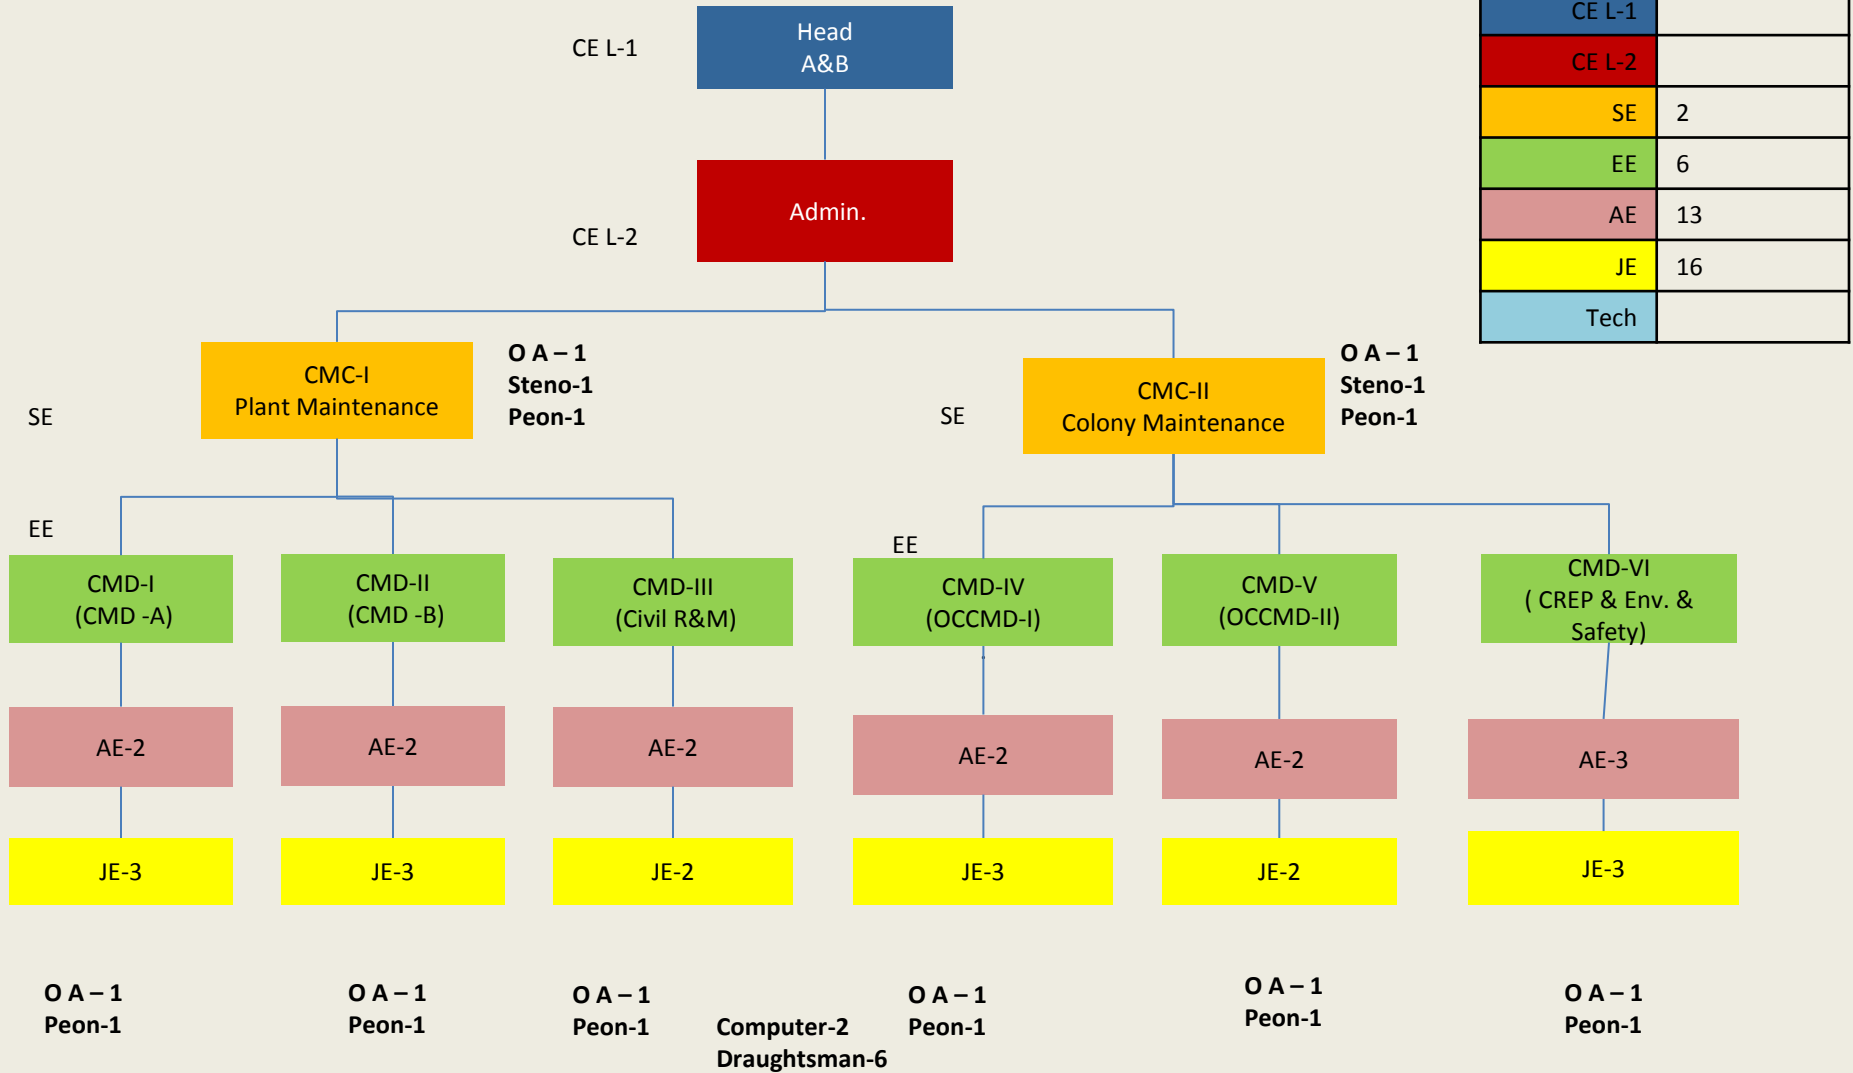 CE L-1
Head
A&B
CE L-1
CE L-2
SE 2
EE 6
AE 13
JE 16
Tech
CE L-2
Admin.
SE
CMC-I
Plant Maintenance
O A – 1
Steno-1
Peon-1
SE
CMC-II
Colony Maintenance
O A – 1
Steno-1
Peon-1
EE
EE
CMD-I
(CMD -A)
CMD-II
(CMD -B)
CMD-III
(Civil R&M)
CMD-IV
(OCCMD-I)
CMD-V
(OCCMD-II)
CMD-VI
( CREP & Env. &
Safety)
AE-2
AE-2
AE-2
AE-2
AE-2
AE-3
JE-3
JE-3
JE-2
JE-3
JE-2
JE-3
O A – 1
Peon-1
O A – 1
Peon-1
O A – 1
Peon-1
Computer-2
Draughtsman-6
O A – 1
Peon-1
O A – 1
Peon-1
O A – 1
Peon-1